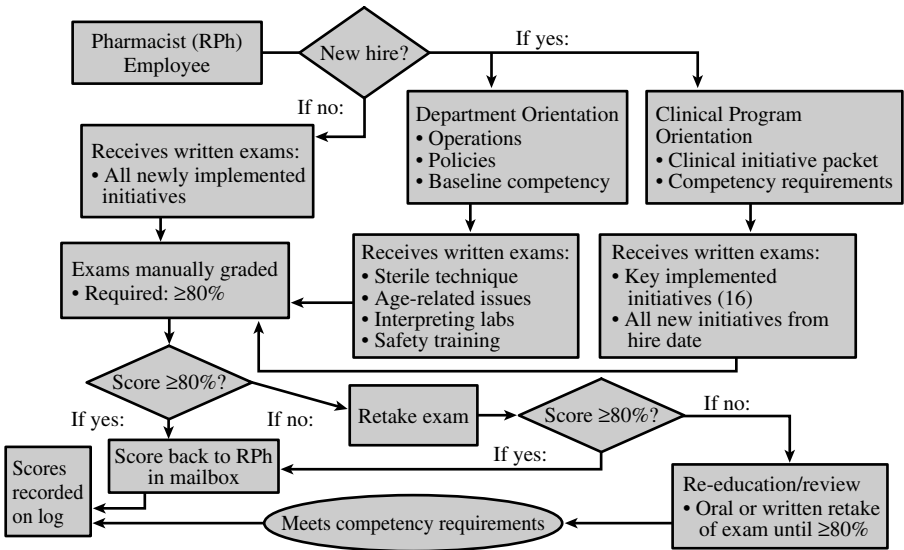 Pharmacist (RPh)
Employee
New hire?
If yes:
If no:
Department Orientation
• Operations
• Policies
• Baseline competency
Clinical Program
Orientation
• Clinical initiative packet
• Competency requirements
Receives written exams:
• All newly implemented
initiatives
Exams manually graded
• Required: ≥80%
Receives written exams:
• Sterile technique
• Age-related issues
• Interpreting labs
• Safety training
Receives written exams:
• Key implemented
initiatives (16)
• All new initiatives from
hire date
Score ≥80%?
If yes:
If no:
Retake exam
Score ≥80%?
If no:
If yes:
Score back to RPh
in mailbox
Scores
recorded
on log
Meets competency requirements
Re-education/review
• Oral or written retake
of exam until ≥80%